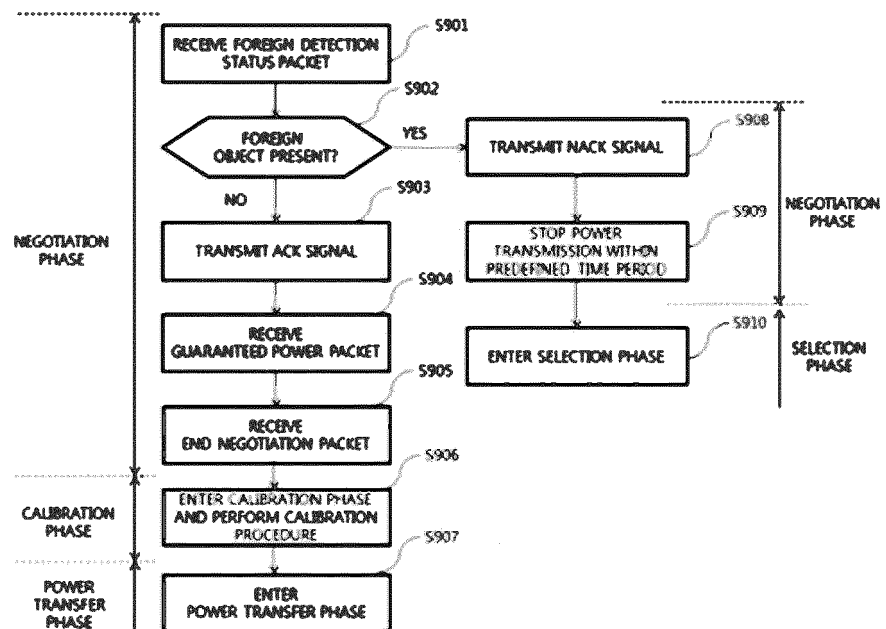 S901
RECEIVE FOREIGN DETECTION
STATUS PACKET
S902
FOREIGN
OBJECT PRESENT?
YES
NO
S908
TRANSMIT NACK SIGNAL
S903
TRANSMIT ACK SIGNAL
S909
STOP POWER
TRANSMISSION WITHIN
PREDEFINED TIME PERIOD
NEGOTIATION
PHASE
NEGOTIATION
PHASE
S904
RECEIVE
GUARANTEED POWER PACKET
S910
ENTER SELECTION PHASE
SELECTION
PHASE
S905
RECEIVE
END NEGOTIATION PACKET
S906
ENTER CALIBRATION PHASE
AND PERFORM CALIBRATION
PROCEDURE
CALIBRATION
PHASE
S907
ENTER
POWER TRANSFER PHASE
POWER
TRANSFER
PHASE